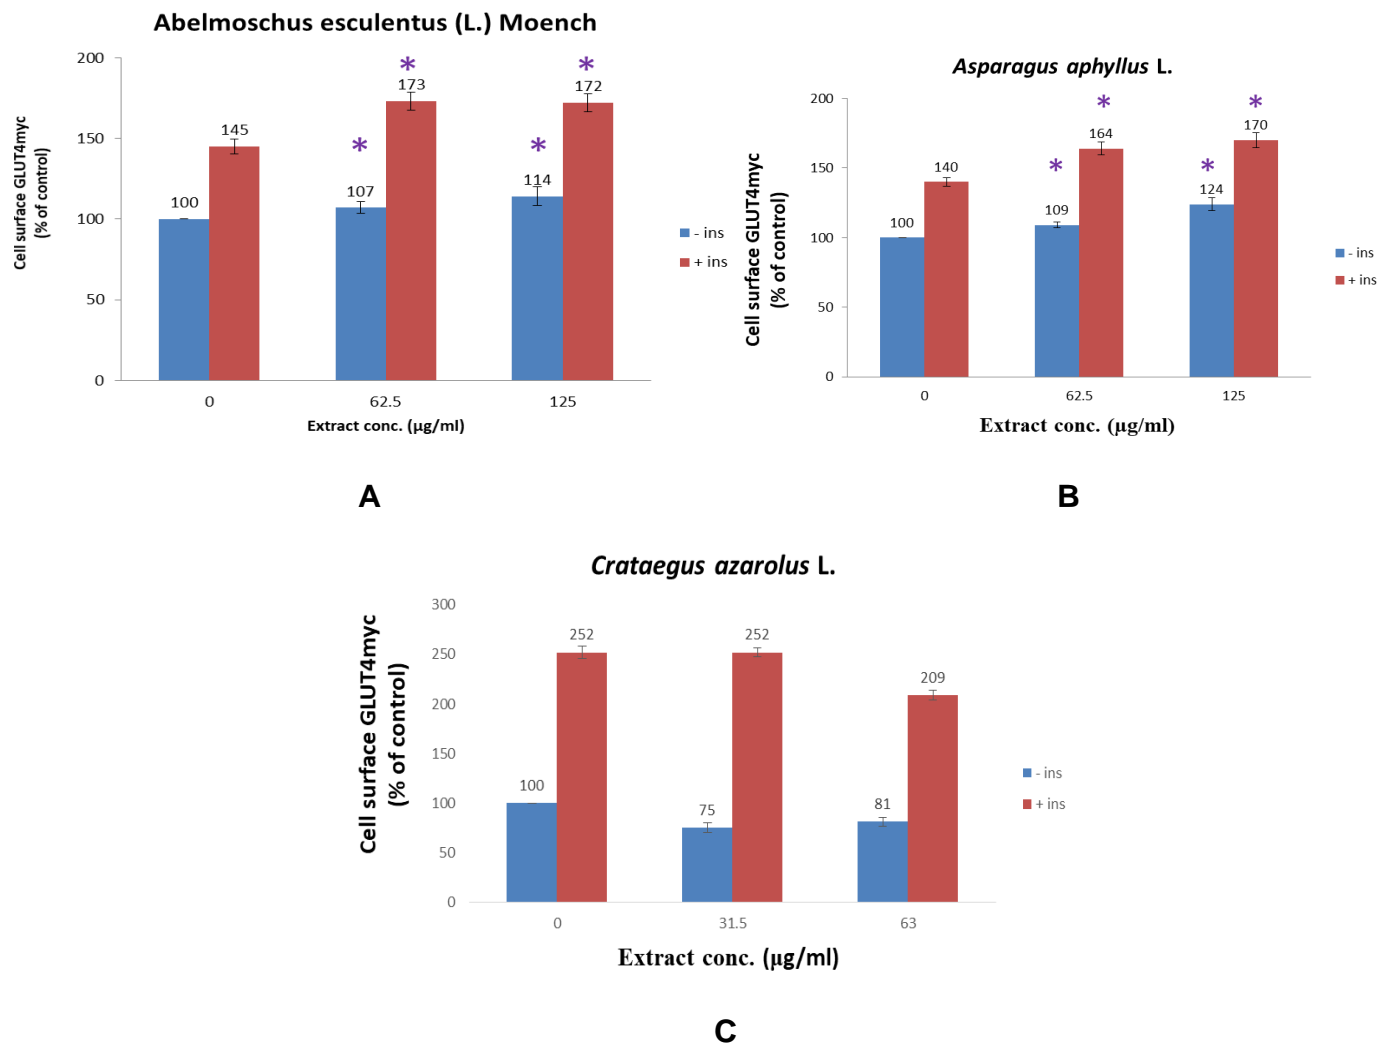 Abelmoschus esculentus (L.) Moench
Cell surface GLUT4myc
(% of control)
200
150
100
50
0
100
145
*
107
*
173
*
114
*
172
0
62.5
125
Extract conc. (µg/ml)
- ins
+ ins
A
Asparagus aphyllus L.
Cell surface GLUT4myc
(% of control)
200
150
100
50
0
100
140
*
109
*
164
*
124
*
170
0
62.5
125
Extract conc. (µg/ml)
- ins
+ ins
B
Crataegus azarolus L.
Cell surface GLUT4myc
(% of control)
300
250
200
150
100
50
0
100
252
75
252
81
209
0
31.5
63
Extract conc. (µg/ml)
- ins
+ ins
C